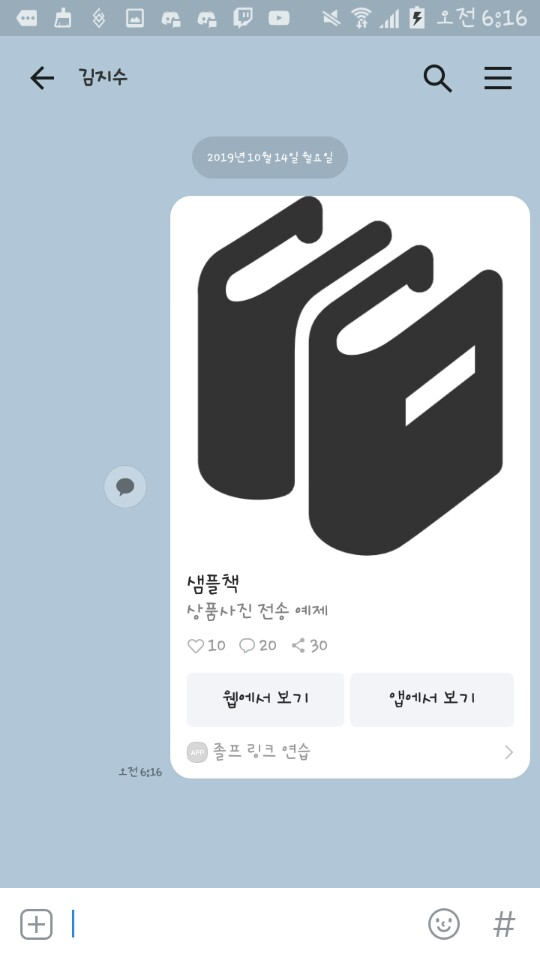 오전 6:16
김지수
2019년 10월 14일 월요일
샘플책
상품사진 전송 예제
10 20 30
웹에서 보기 앱에서 보기
APP 졸프 링크 연습
오전 6:16
#